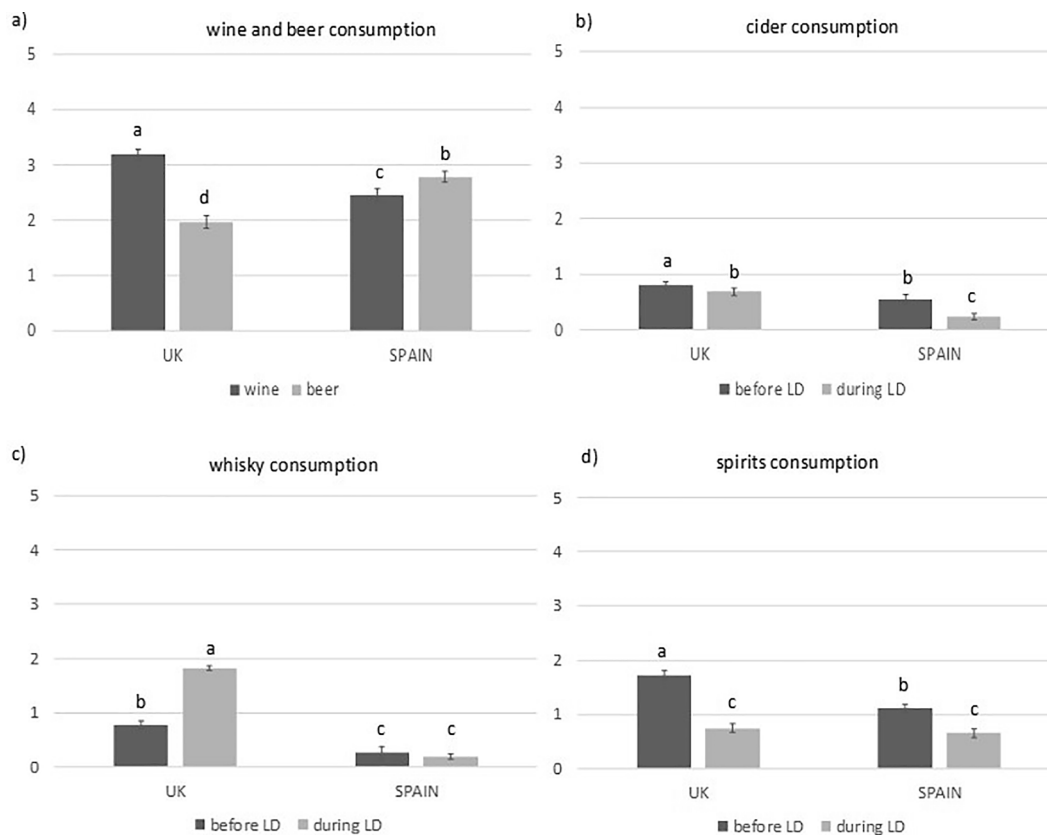 a)
wine and beer consumption
5
4
3
2
1
0
a
d
c
b
UK
SPAIN
wine
beer
b)
cider consumption
5
4
3
2
1
0
a
b
b
c
UK
SPAIN
before LD
during LD
c)
whisky consumption
5
4
3
2
1
0
b
a
c
c
UK
SPAIN
before LD
during LD
d)
spirits consumption
5
4
3
2
1
0
a
c
b
c
UK
SPAIN
before LD
during LD